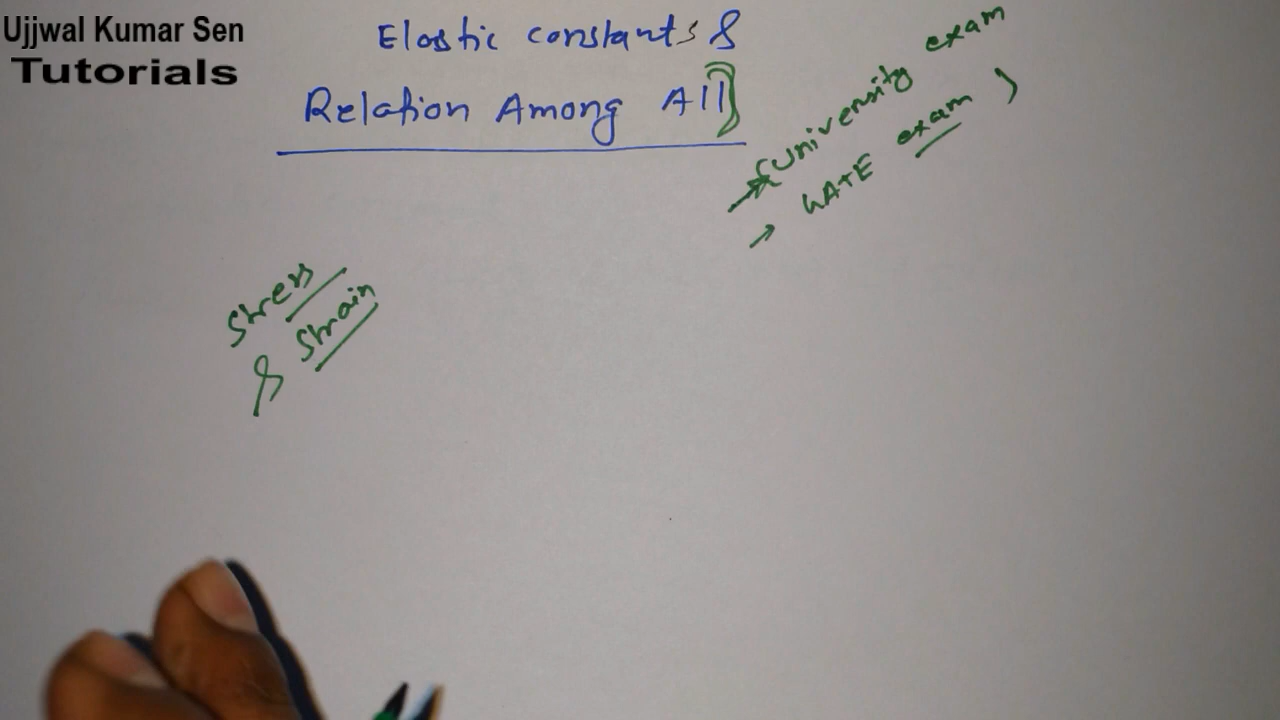 Ujjwal Kumar Sen
Tutorials
Elastic constants &
Relation Among All
(University exam
GATE exam)
Stress
& Strain